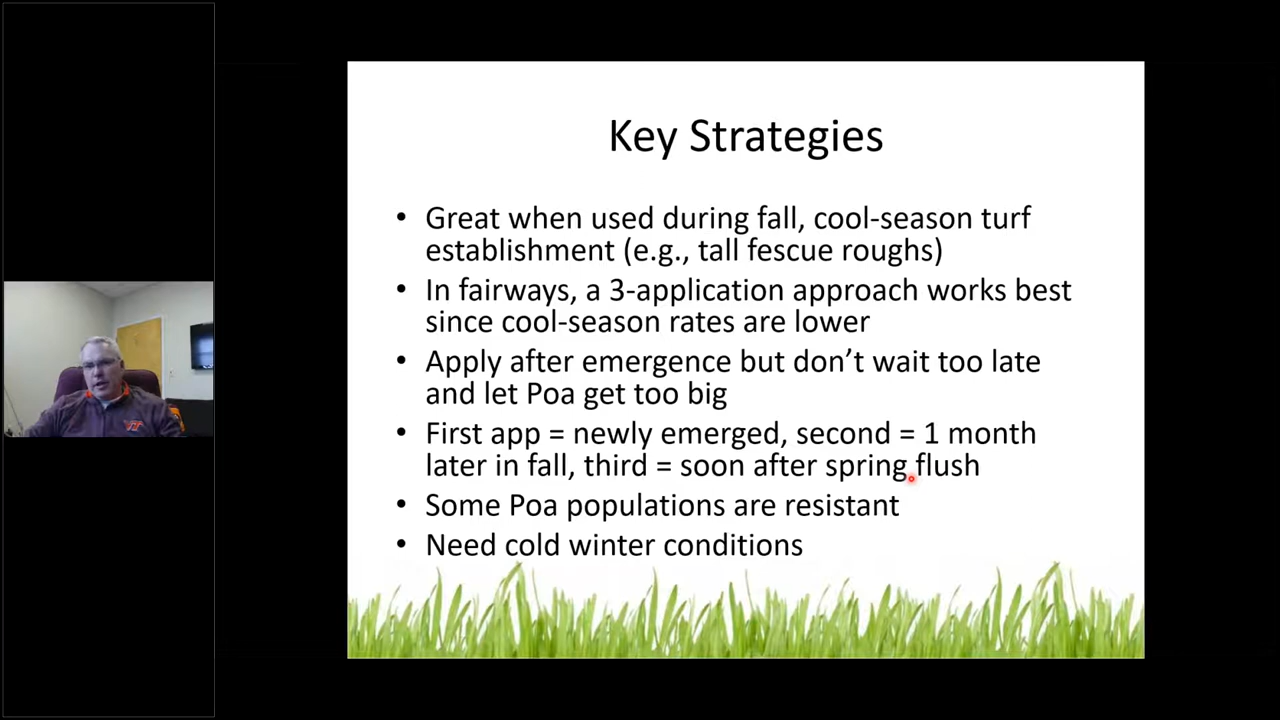 Key Strategies
• Great when used during fall, cool-season turf
establishment (e.g., tall fescue roughs)
• In fairways, a 3-application approach works best
since cool-season rates are lower
• Apply after emergence but don’t wait too late
and let Poa get too big
• First app = newly emerged, second = 1 month
later in fall, third = soon after spring flush
• Some Poa populations are resistant
• Need cold winter conditions
VT